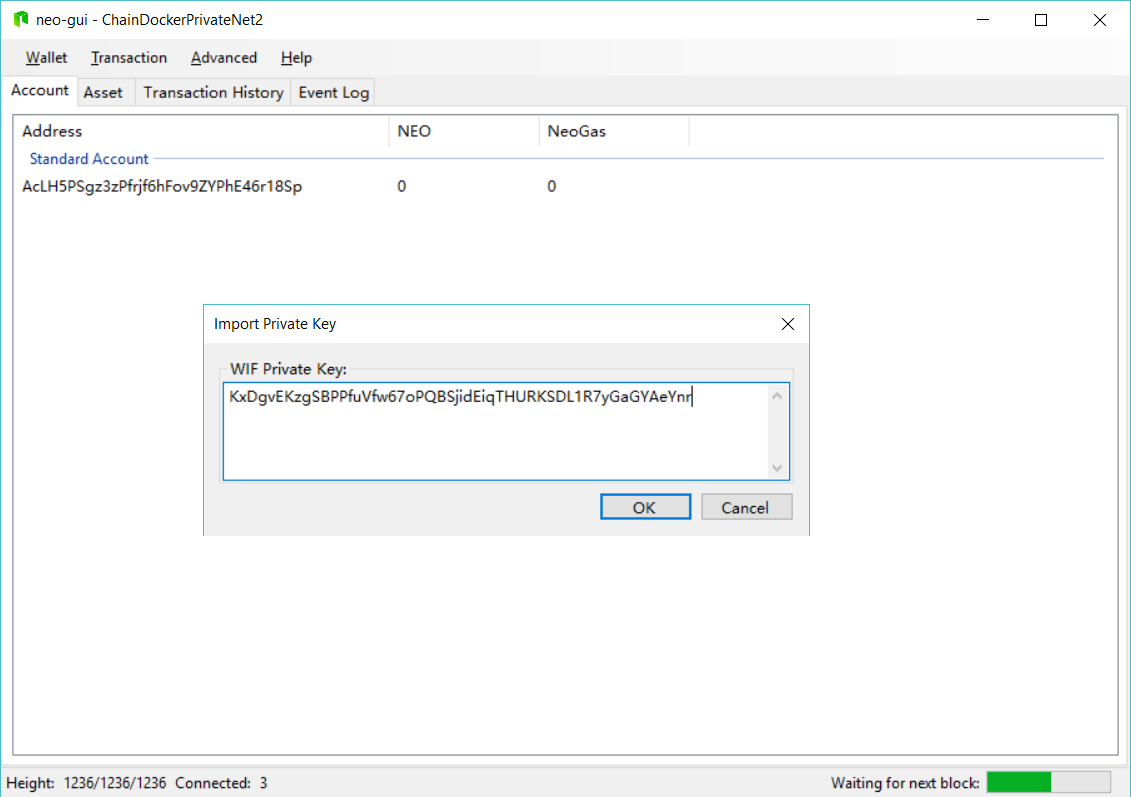 neo-gui - ChainDockerPrivateNet2
Wallet Transaction Advanced Help
Account Asset Transaction History Event Log
Address NEO NeoGas
Standard Account
AcLH5PSgz3zPfrjf6hFov9ZYPhE46r18Sp 0 0
Import Private Key
WIF Private Key:
KxDgvEKzgSBPPfuVfw67oPQBSjidEiqTHURKSDL1R7yGaGYAeYnr
OK Cancel
Height: 1236/1236/1236 Connected: 3 Waiting for next block: